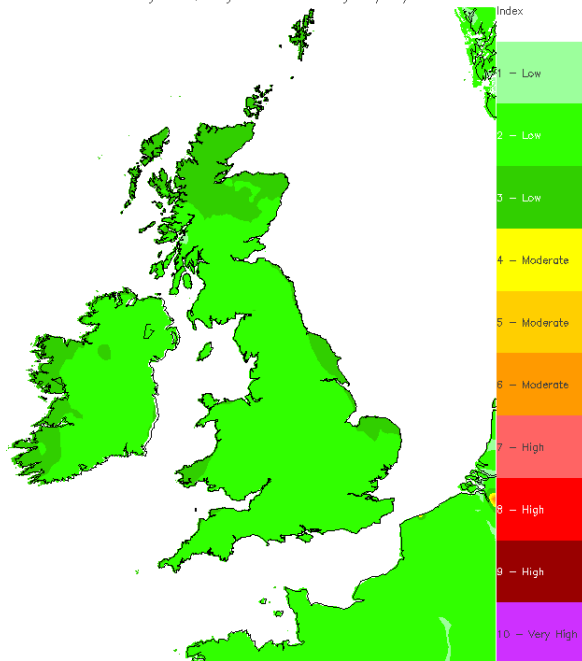 Index
1 - Low
2 - Low
3 - Low
4 - Moderate
5 - Moderate
6 - Moderate
7 - High
8 - High
9 - High
10 - Very High